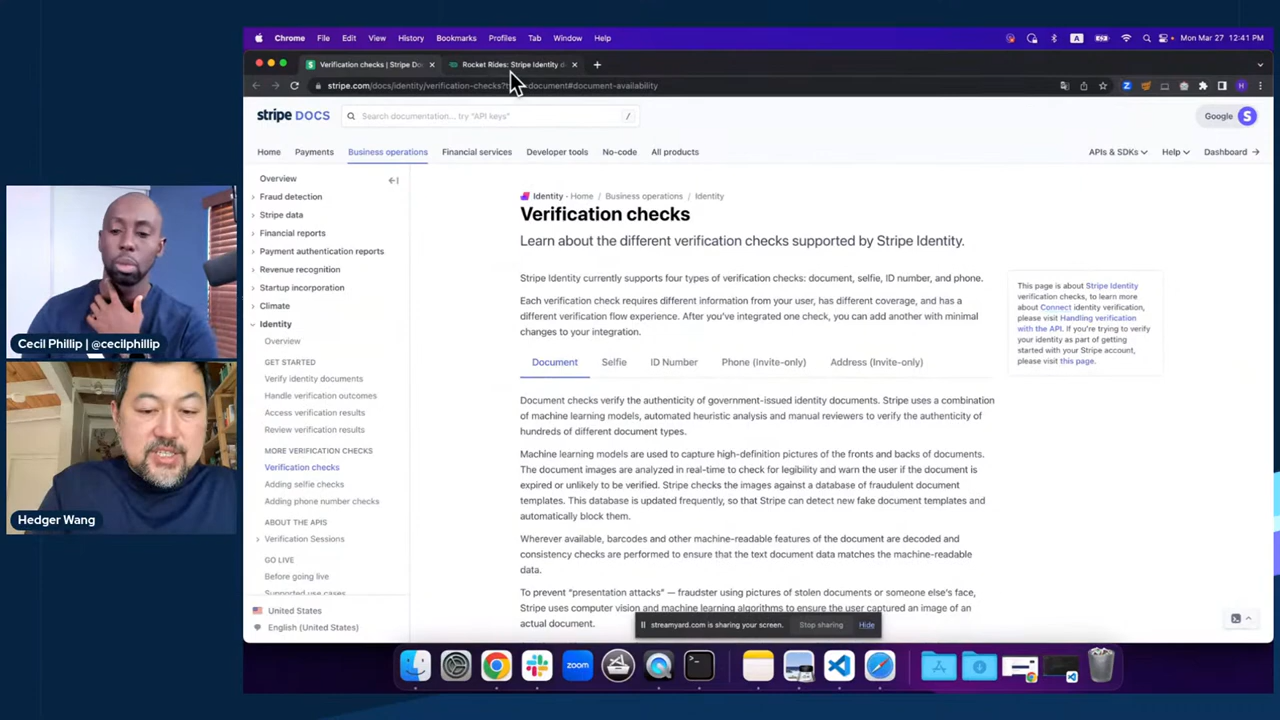 Chrome File Edit View History Bookmarks Profiles Tab Window Help
A
Mon Mar 27 12:41 PM
Verification checks | Stripe Do
Rocket Rides: Stripe Identity d
stripe.com/docs/identity/verification-checks?t document#document-availability
H
stripe DOCS
Search documentation... try "API keys"
/
Google S
Home Payments Business operations Financial services Developer tools No-code All products
APIs & SDKs Help Dashboard
Overview
Fraud detection
Stripe data
Financial reports
Payment authentication reports
Revenue recognition
Startup incorporation
Climate
Identity
Overview
GET STARTED
Verify identity documents
Handle verification outcomes
Access verification results
Review verification results
MORE VERIFICATION CHECKS
Verification checks
Adding selfie checks
Adding phone number checks
ABOUT THE APIS
Verification Sessions
GO LIVE
Before going live
Supported use cases
United States
English (United States)
Identity · Home / Business operations / Identity
Verification checks
Learn about the different verification checks supported by Stripe Identity.
Stripe Identity currently supports four types of verification checks: document, selfie, ID number, and phone.
Each verification check requires different information from your user, has different coverage, and has a
different verification flow experience. After you've integrated one check, you can add another with minimal
changes to your integration.
Document Selfie ID Number Phone (Invite-only) Address (Invite-only)
Document checks verify the authenticity of government-issued identity documents. Stripe uses a combination
of machine learning models, automated heuristic analysis and manual reviewers to verify the authenticity of
hundreds of different document types.
Machine learning models are used to capture high-definition pictures of the fronts and backs of documents.
The document images are analyzed in real-time to check for legibility and warn the user if the document is
expired or unlikely to be verified. Stripe checks the images against a database of fraudulent document
templates. This database is updated frequently, so that Stripe can detect new fake document templates and
automatically block them.
Wherever available, barcodes and other machine-readable features of the document are decoded and
consistency checks are performed to ensure that the text document data matches the machine-readable
data.
To prevent "presentation attacks" — fraudster using pictures of stolen documents or someone else's face,
Stripe uses computer vision and machine learning algorithms to ensure the user captured an image of an
actual document.
This page is about Stripe Identity
verification checks, to learn more
about Connect identity verification,
please visit Handling verification
with the API. If you're trying to verify
your identity as part of getting
started with your Stripe account,
please visit this page.
streamyard.com is sharing your screen. Stop sharing Hide
zoom
Cecil Phillip | @cecilphillip
Hedger Wang